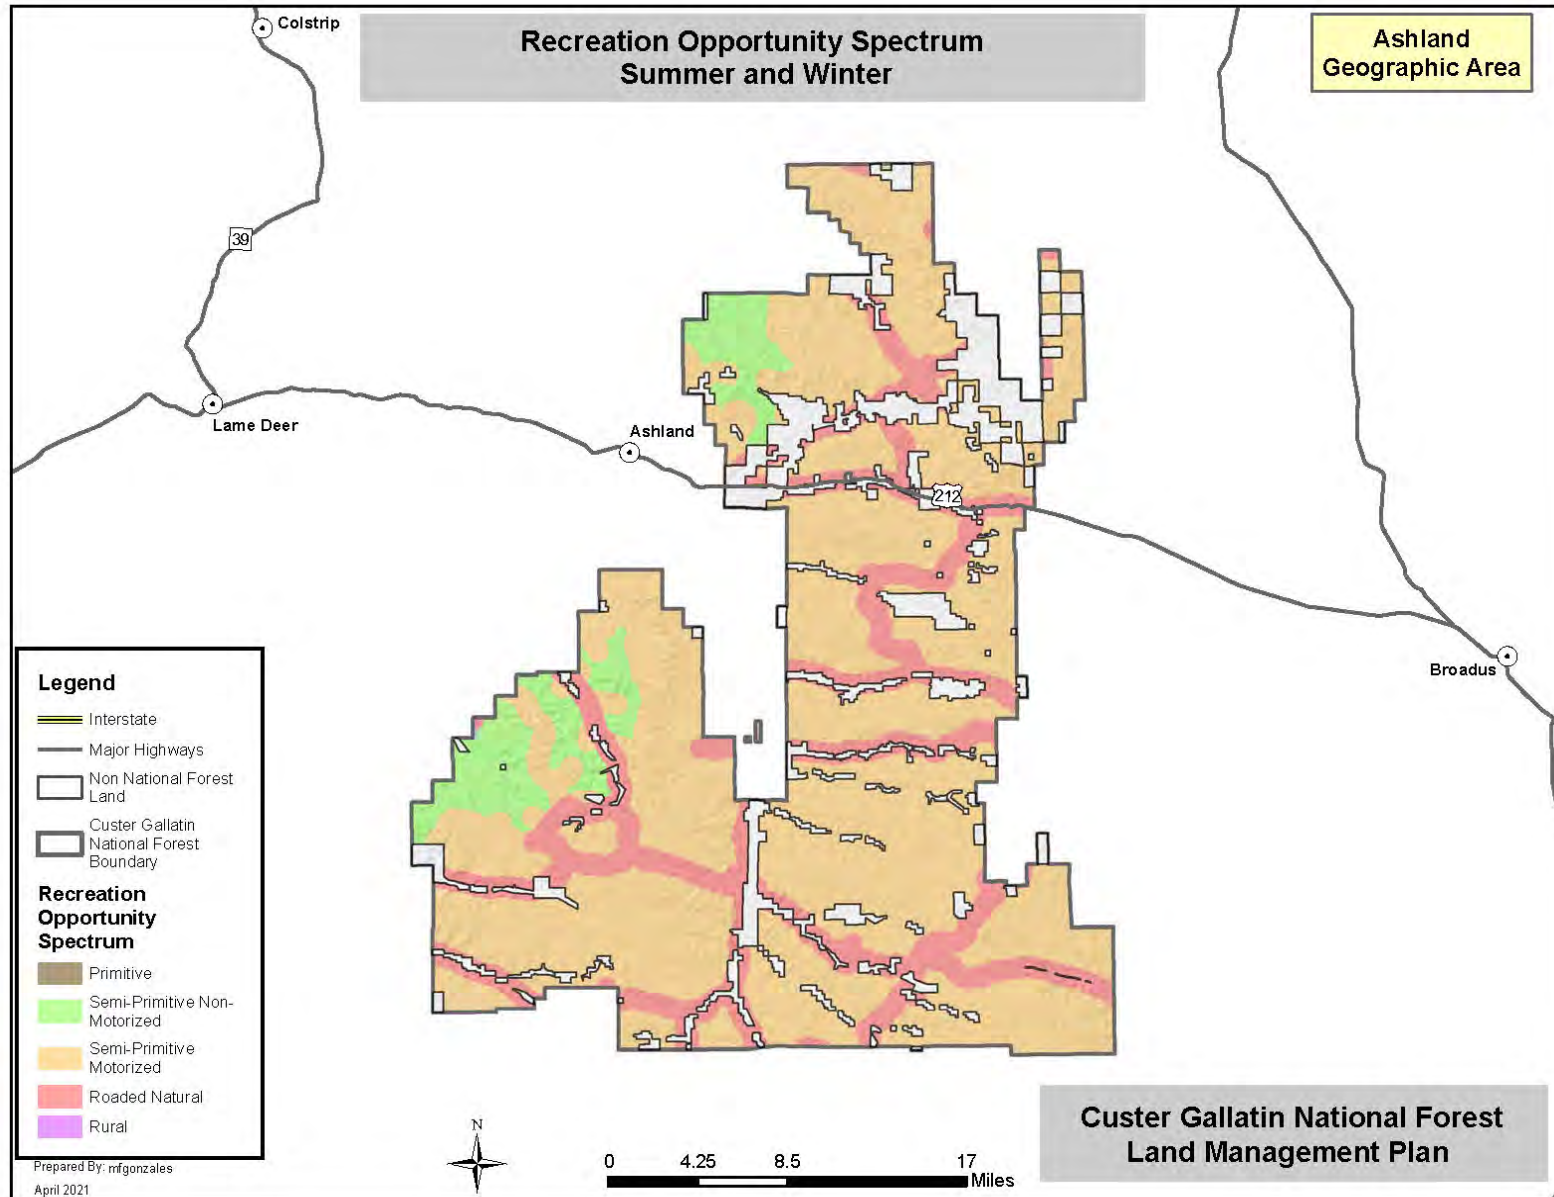 Colstrip
Recreation Opportunity Spectrum
Summer and Winter
Ashland
Geographic Area
39
Lame Deer
Ashland
212
Broadus
Legend
Interstate
Major Highways
Non National Forest
Land
Custer Gallatin
National Forest
Boundary
Recreation
Opportunity
Spectrum
Primitive
Semi-Primitive Non-
Motorized
Semi-Primitive
Motorized
Roaded Natural
Rural
Prepared By: mfgonzales
April 2021
N
0 4.25 8.5 17
Miles
Custer Gallatin National Forest
Land Management Plan